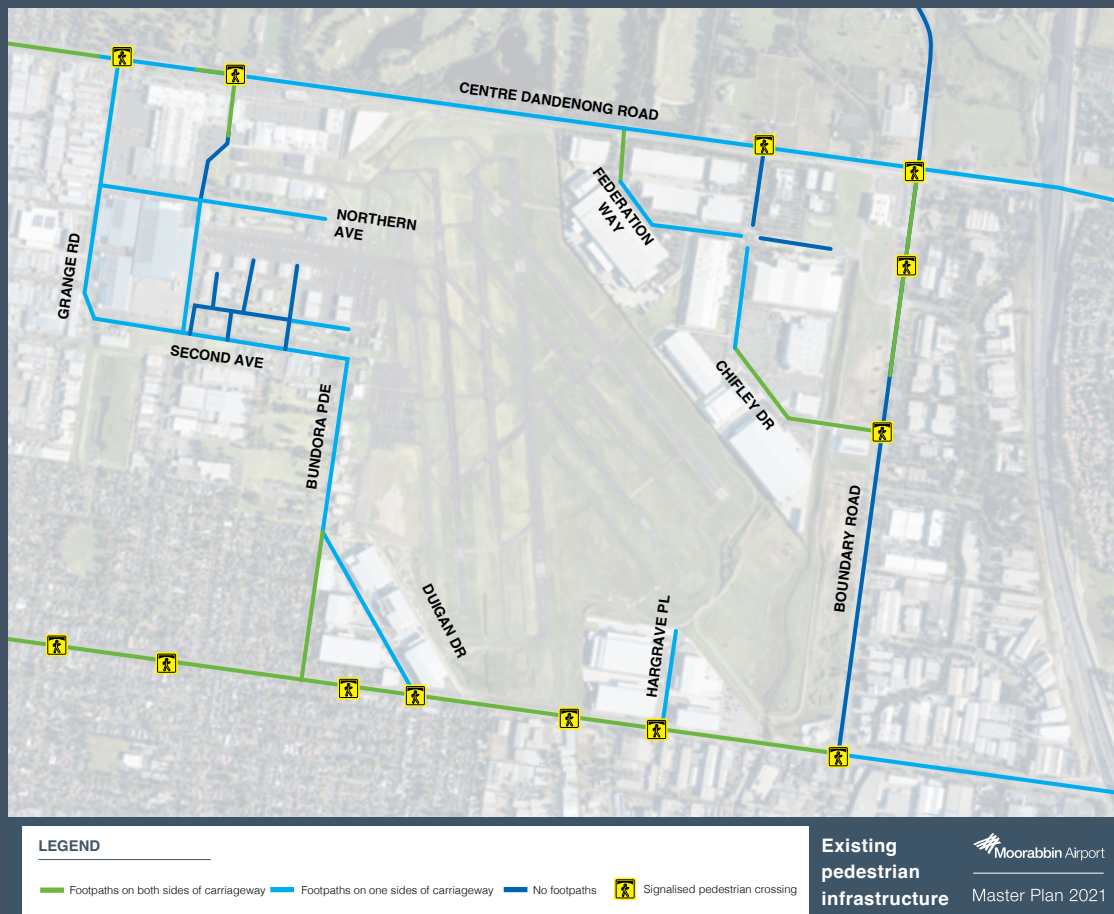 CENTRE DANDENONG ROAD
FEDERATION
WAY
NORTHERN
AVE
GRANGE RD
SECOND AVE
CHIFLEY DR
BUNDORA PDE
BOUNDARY ROAD
DUIGAN DR
HARGRAVE PL
LEGEND
Footpaths on both sides of carriageway
Footpaths on one sides of carriageway
No footpaths
Signalised pedestrian crossing
Existing
pedestrian
infrastructure
Moorabbin Airport
Master Plan 2021